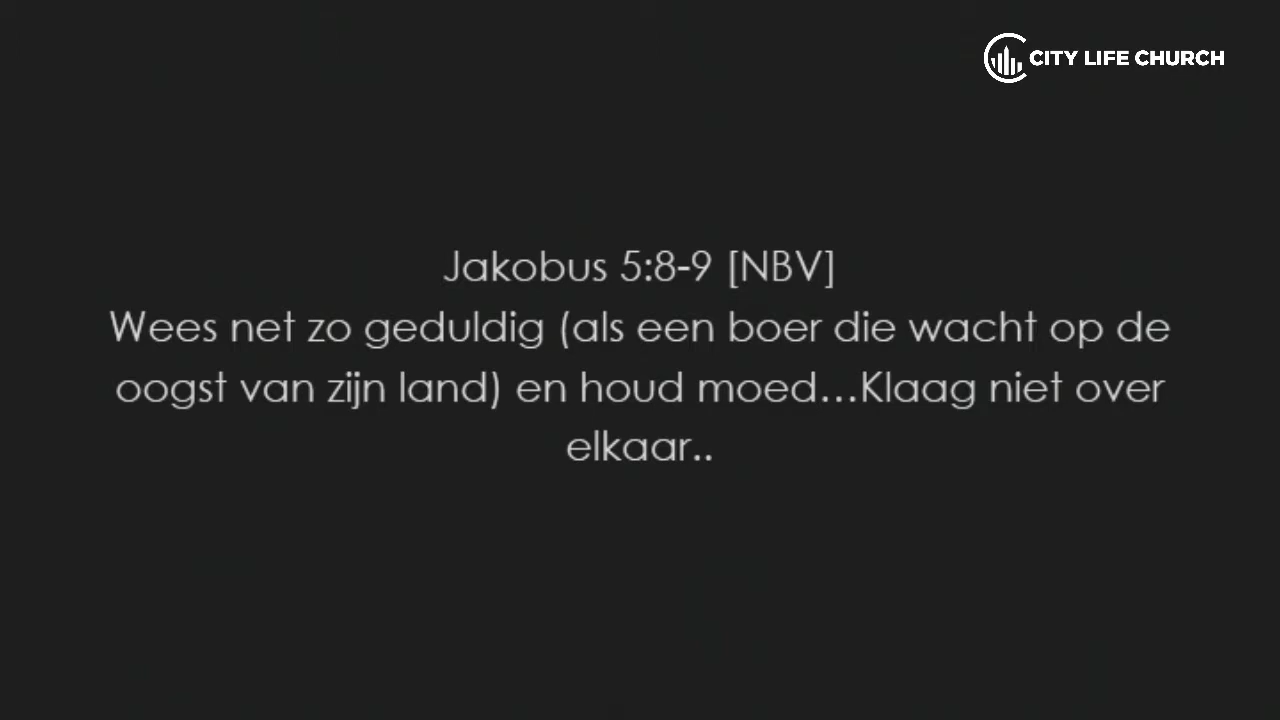 CITY LIFE CHURCH
Jakobus 5:8-9 [NBV]
Wees net zo geduldig (als een boer die wacht op de
oogst van zijn land) en houd moed...Klaag niet over
elkaar..